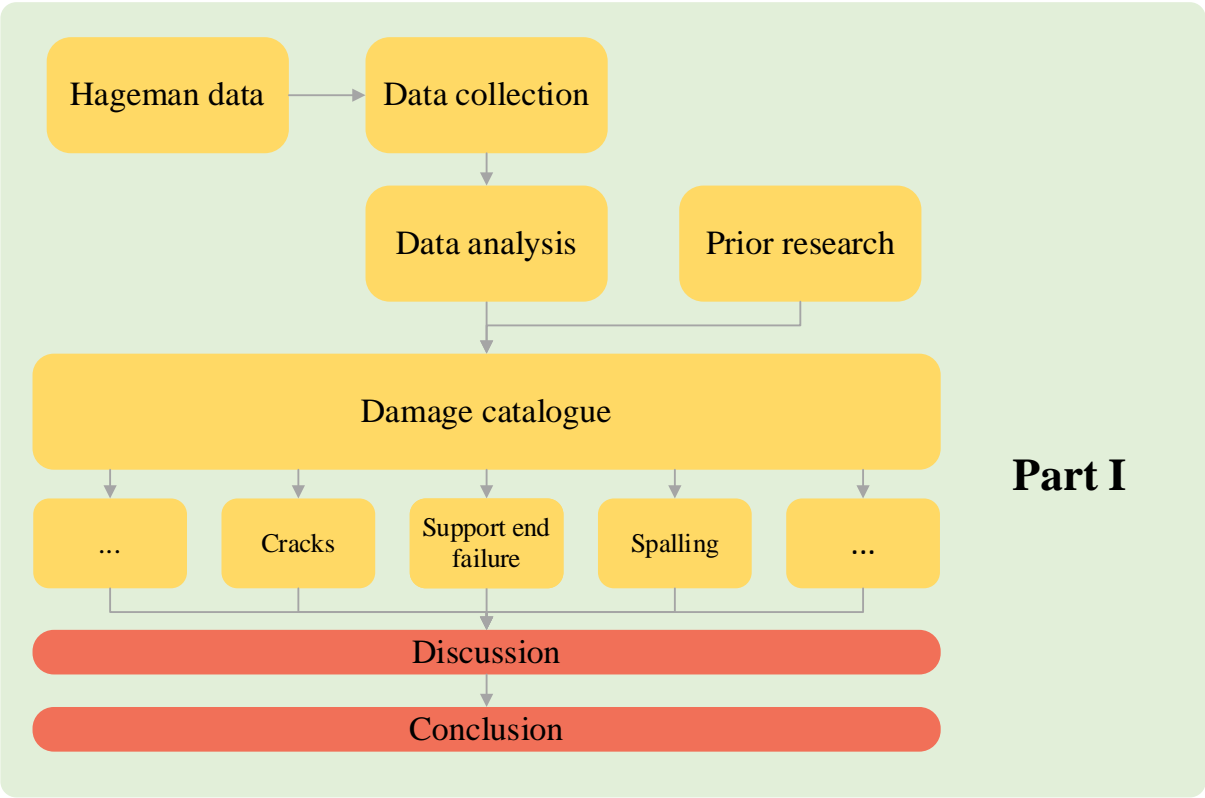 Hageman data
Data collection
Data analysis
Prior research
Damage catalogue
Part I
...
Cracks
Support end
failure
Spalling
...
Discussion
Conclusion